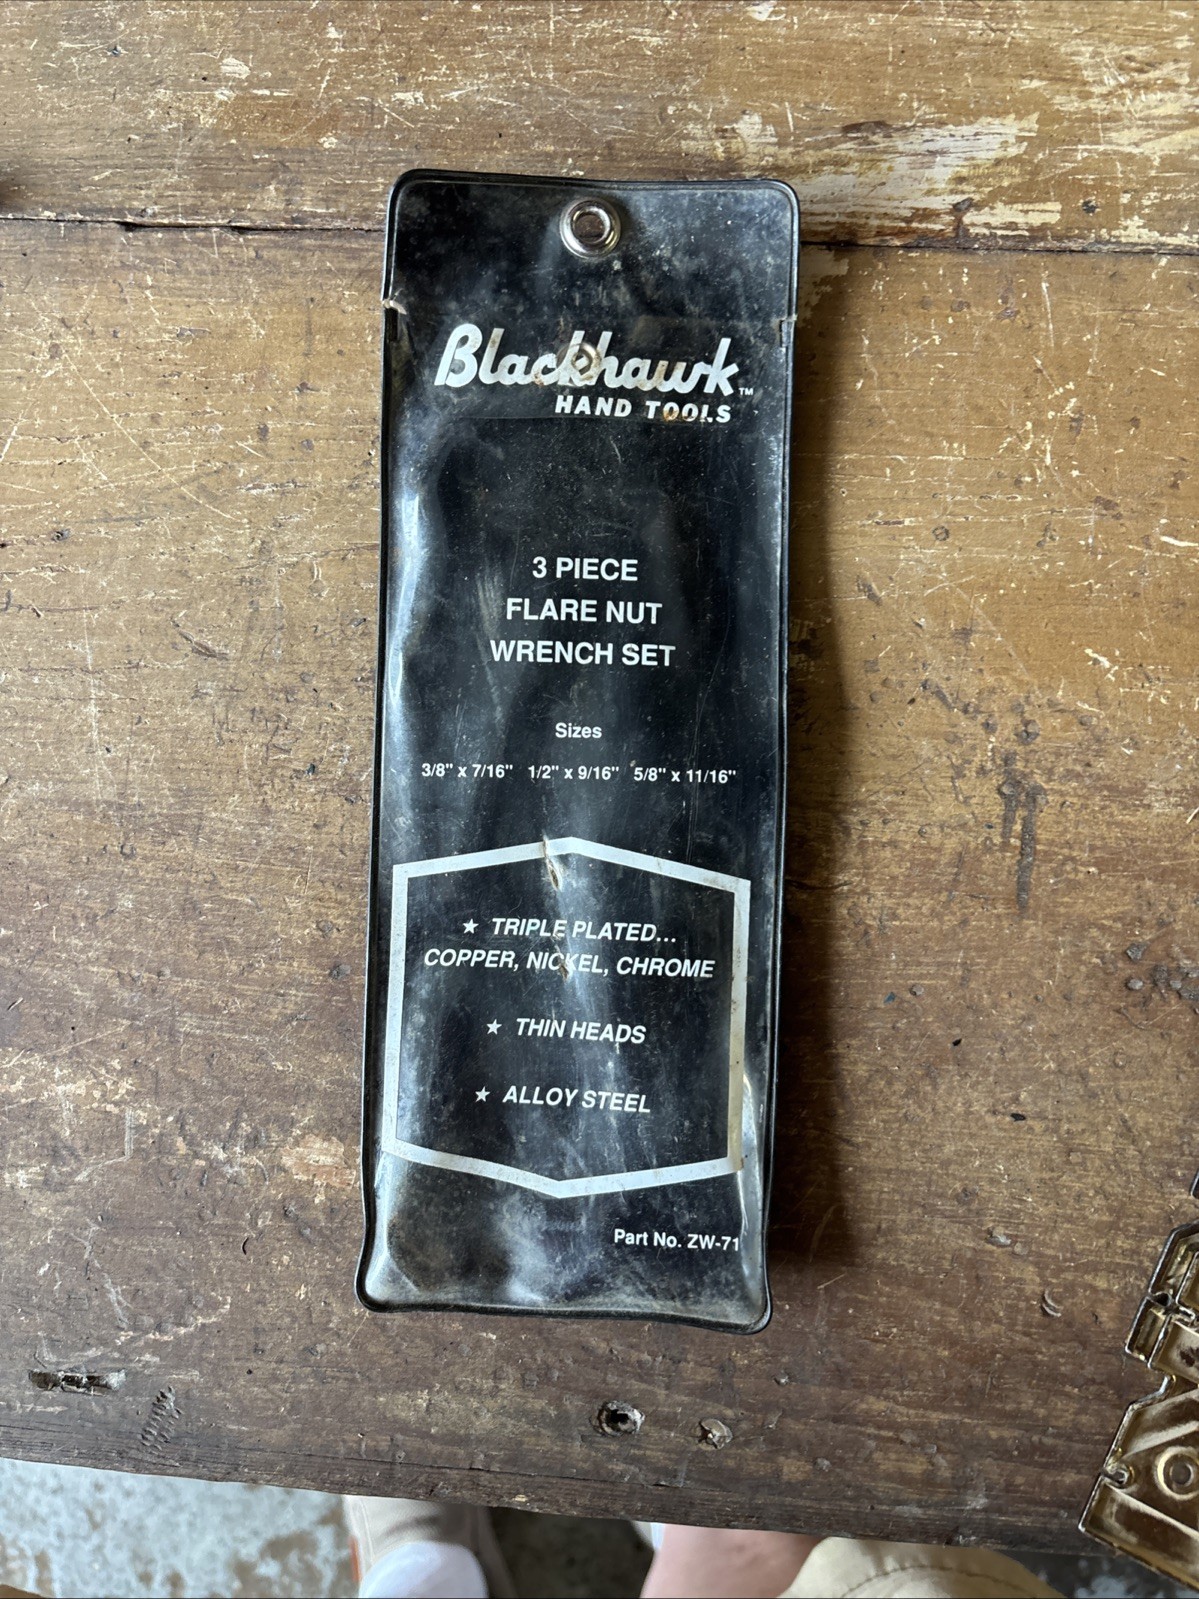 Blackhawk™
HAND TOOLS
3 PIECE
FLARE NUT
WRENCH SET
Sizes
3/8" x 7/16" 1/2" x 9/16" 5/8" x 11/16"
★ TRIPLE PLATED...
COPPER, NICKEL, CHROME
★ THIN HEADS
★ ALLOY STEEL
Part No. ZW-71